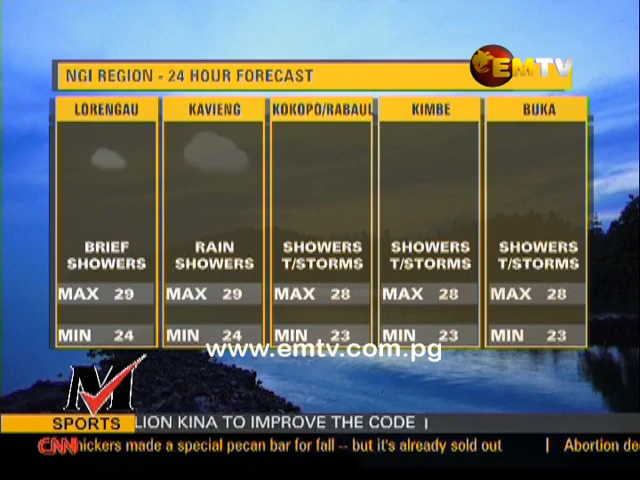 EMTV
NGI REGION - 24 HOUR FORECAST
LORENGAU KAVIENG KOKOPO/RABAUL KIMBE BUKA
BRIEF SHOWERS RAIN SHOWERS SHOWERS T/STORMS SHOWERS T/STORMS SHOWERS T/STORMS
MAX 29 MAX 29 MAX 28 MAX 28 MAX 28
MIN 24 MIN 24 MIN 23 MIN 23 MIN 23
www.emtv.com.pg
M
SPORTS LION KINA TO IMPROVE THE CODE |
CNN hickers made a special pecan bar for fall -- but it's already sold out | Abortion de